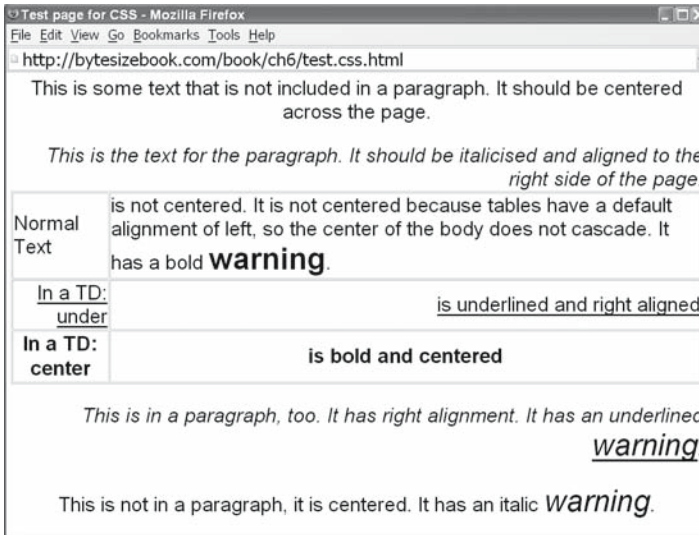 Test page for CSS - Mozilla Firefox
File Edit View Go Bookmarks Tools Help
http://bytesizebook.com/book/ch6/test.css.html
This is some text that is not included in a paragraph. It should be centered
across the page.
This is the text for the paragraph. It should be italicised and aligned to the
right side of the page.
Normal
Text
is not centered. It is not centered because tables have a default
alignment of left, so the center of the body does not cascade. It
has a bold warning.
In a TD:
under
is underlined and right aligned
In a TD:
center
is bold and centered
This is in a paragraph, too. It has right alignment. It has an underlined
warning
This is not in a paragraph, it is centered. It has an italic warning.